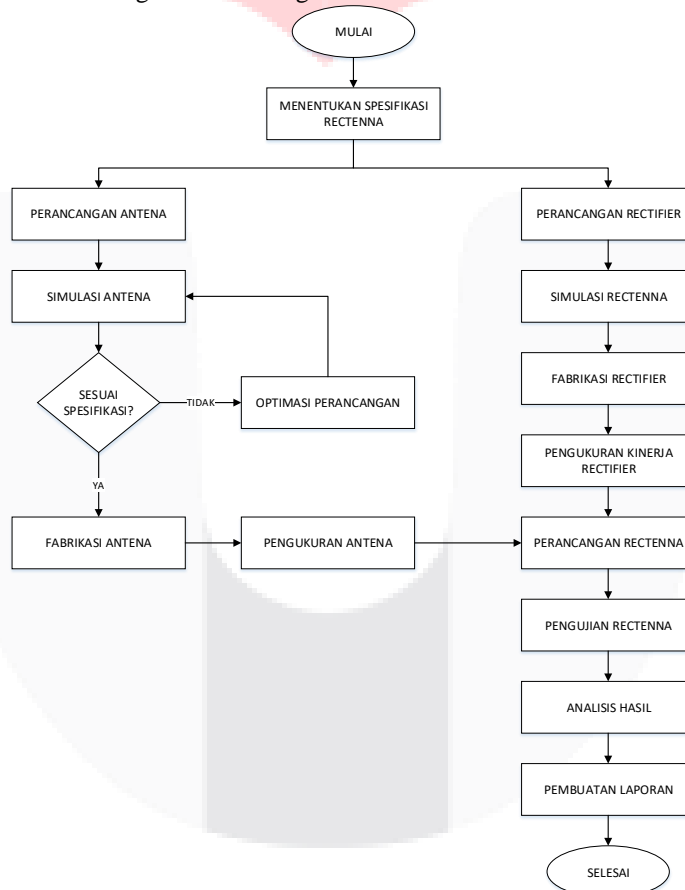 MULAI
MENENTUKAN SPESIFIKASI
RECTENNA
PERANCANGAN ANTENA
PERANCANGAN RECTIFIER
SIMULASI ANTENA
SIMULASI RECTENNA
SESUAI
SPESIFIKASI?
TIDAK
OPTIMASI PERANCANGAN
FABRIKASI RECTIFIER
PENGUKURAN KINERJA
RECTIFIER
YA
FABRIKASI ANTENA
PENGUKURAN ANTENA
PERANCANGAN RECTENNA
PENGUJIAN RECTENNA
ANALISIS HASIL
PEMBUATAN LAPORAN
SELESAI